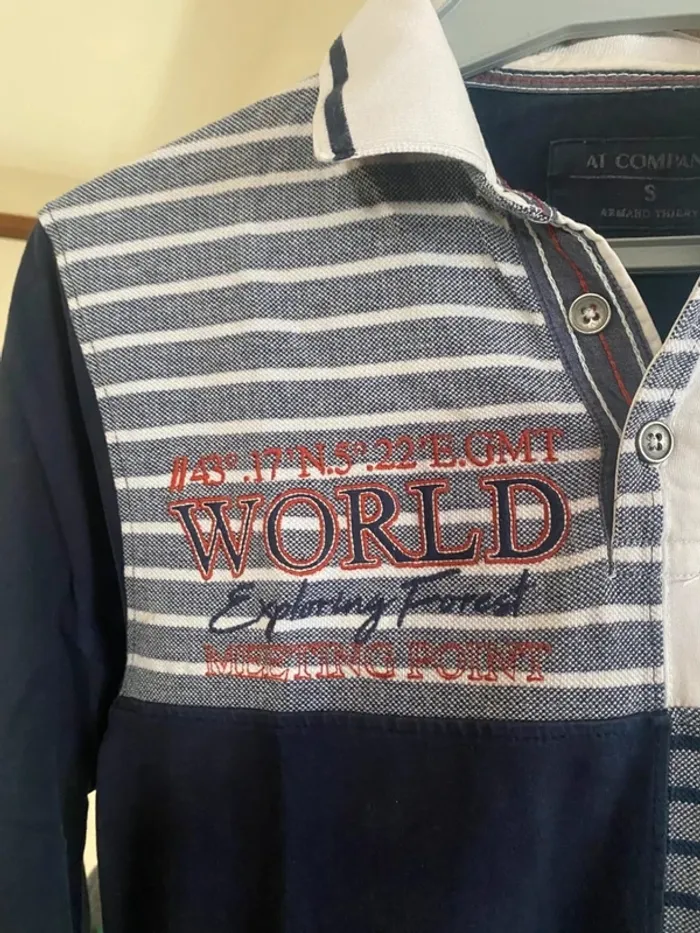 AT COMPAN
S
ARMAND THIERY
//43°.17'N.5°.22'E.GMT
WORLD
Exploring Forest
MEETING POINT